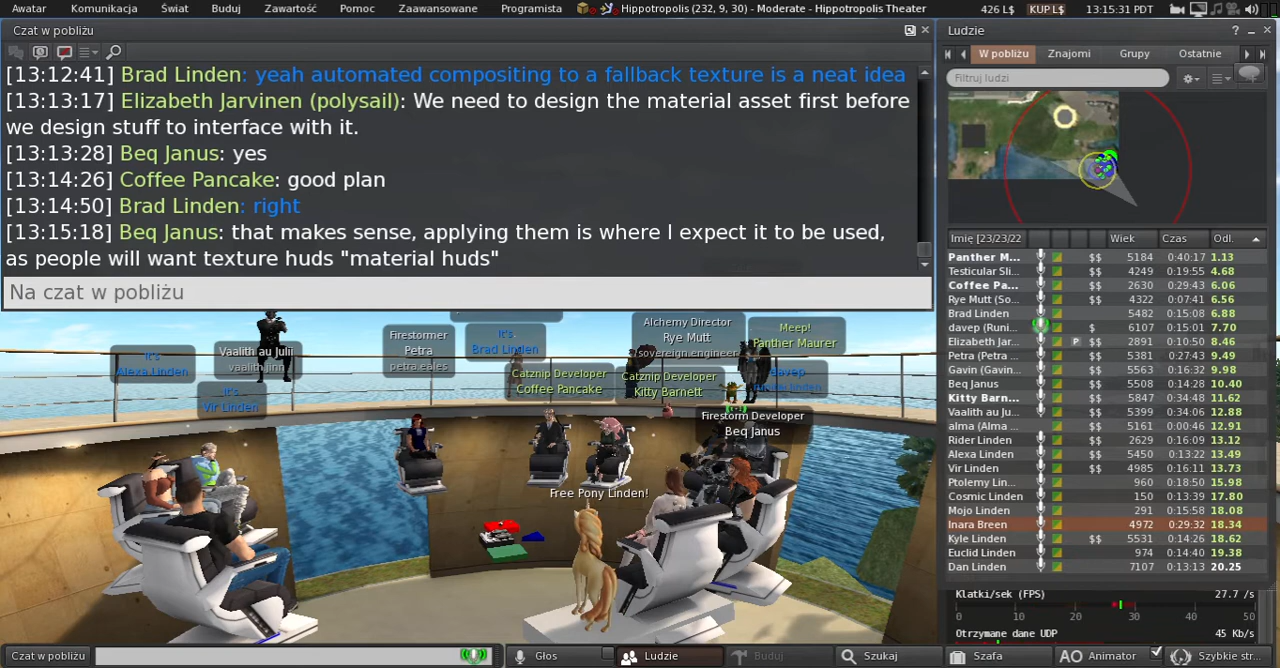 Awatar Komunikacja Świat Buduj Zawartość Pomoc Zaawansowane Programista Hippotropolis (232, 9, 30) - Moderate - Hippotropolis Theater 426 L$ KUP L$ 13:15:31 PDT
Czat w pobliżu
[13:12:41] Brad Linden: yeah automated compositing to a fallback texture is a neat idea
[13:13:17] Elizabeth Jarvinen (polysail): We need to design the material asset first before
we design stuff to interface with it.
[13:13:28] Beq Janus: yes
[13:14:26] Coffee Pancake: good plan
[13:14:50] Brad Linden: right
[13:15:18] Beq Janus: that makes sense, applying them is where I expect it to be used,
as people will want texture huds "material huds"
Na czat w pobliżu
It's
Alexa Linden
Vaalith au Julii
vaalith.jinn
It's
Vir Linden
Firestormer
Petra
petra.eales
It's
Brad Linden
Catznip Developer
Coffee Pancake
Alchemy Director
Rye Mutt
Catznip Developer
Kitty Barnett
Meep!
Panther Maurer
davep
Firestorm Developer
Beq Janus
Free Pony Linden!
Ludzie
W pobliżu Znajomi Grupy Ostatnie
Filtruj ludzi
Imię [23/23/22 Wiek Czas Odl.
Panther M... $$ 5184 0:40:17 1.13
Testicular Sli... $$ 4249 0:19:55 4.68
Coffee Pa... $$ 2630 0:29:43 6.06
Rye Mutt (So... $$ 4322 0:07:41 6.56
Brad Linden 5482 0:15:08 6.88
davep (Runi... $ 6107 0:15:01 7.70
Elizabeth Jar... P $ 2891 0:10:50 8.46
Petra (Petra ... $$ 5381 0:27:43 9.49
Gavin (Gavin... $$ 5563 0:16:32 9.98
Beq Janus $$ 5508 0:14:28 10.40
Kitty Barn... $$ 5847 0:34:48 11.62
Vaalith au Ju... $$ 5399 0:34:06 12.88
alma (Alma ... $$ 5161 0:00:46 12.91
Rider Linden $$ 2629 0:16:09 13.12
Alexa Linden $$ 5450 0:13:22 13.49
Vir Linden $$ 4985 0:16:11 13.73
Ptolemy Lin... 960 0:18:50 15.98
Cosmic Linden 150 0:13:39 17.80
Mojo Linden 291 0:15:58 18.08
Inara Breen 4972 0:29:32 18.34
Kyle Linden $$ 5531 0:14:26 18.62
Euclid Linden 974 0:14:40 19.38
Dan Linden 7107 0:13:13 20.25
Klatki/sek (FPS) 27.7 /s
0 10 20 30 40 50
Otrzymane dane UDP 45 Kb/s
Czat w pobliżu Głos Ludzie Buduj Szukaj Szafa AO Animator Szybkie str...